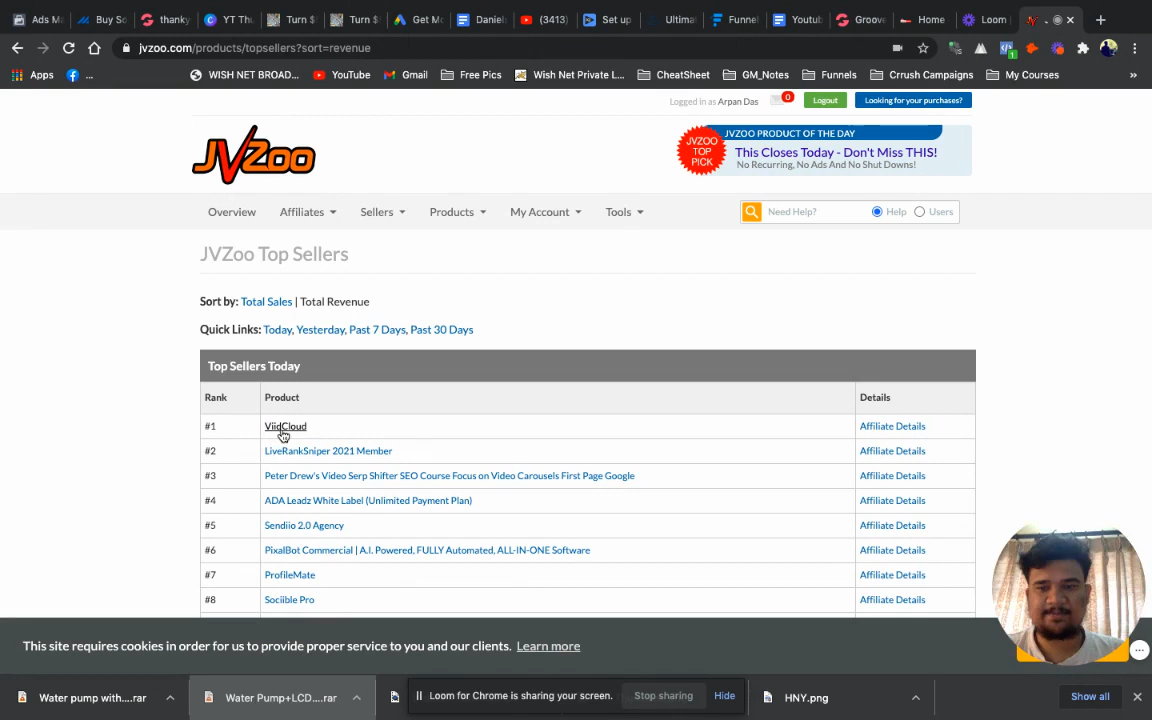 Ads Ma
Buy So
thanky
YT Thu
Turn $
Turn $
Get Mo
Daniel
(3413)
Set up
Ultima
Funnel
Youtub
Groove
Home -
Loom |
jvzoo.com/products/topsellers?sort=revenue
Apps
...
WISH NET BROAD...
YouTube
Gmail
Free Pics
Wish Net Private L...
CheatSheet
GM_Notes
Funnels
Crrush Campaigns
My Courses
»
Logged in as Arpan Das
0
Logout
Looking for your purchases?
JVZoo
JVZOO TOP PICK
JVZOO PRODUCT OF THE DAY
This Closes Today - Don't Miss THIS!
No Recurring, No Ads And No Shut Downs!
Overview
Affiliates
Sellers
Products
My Account
Tools
Need Help?
Help
Users
JVZoo Top Sellers
Sort by: Total Sales | Total Revenue
Quick Links: Today, Yesterday, Past 7 Days, Past 30 Days
Top Sellers Today
Rank Product Details
#1 ViidCloud Affiliate Details
#2 LiveRankSniper 2021 Member Affiliate Details
#3 Peter Drew's Video Serp Shifter SEO Course Focus on Video Carousels First Page Google Affiliate Details
#4 ADA Leadz White Label (Unlimited Payment Plan) Affiliate Details
#5 Sendiio 2.0 Agency Affiliate Details
#6 PixalBot Commercial | A.I. Powered, FULLY Automated, ALL-IN-ONE Software Affiliate Details
#7 ProfileMate Affiliate Details
#8 Sociible Pro Affiliate Details
This site requires cookies in order for us to provide proper service to you and our clients. Learn more
Water pump with....rar
Water Pump+LCD....rar
Loom for Chrome is sharing your screen.
Stop sharing
Hide
HNY.png
Show all